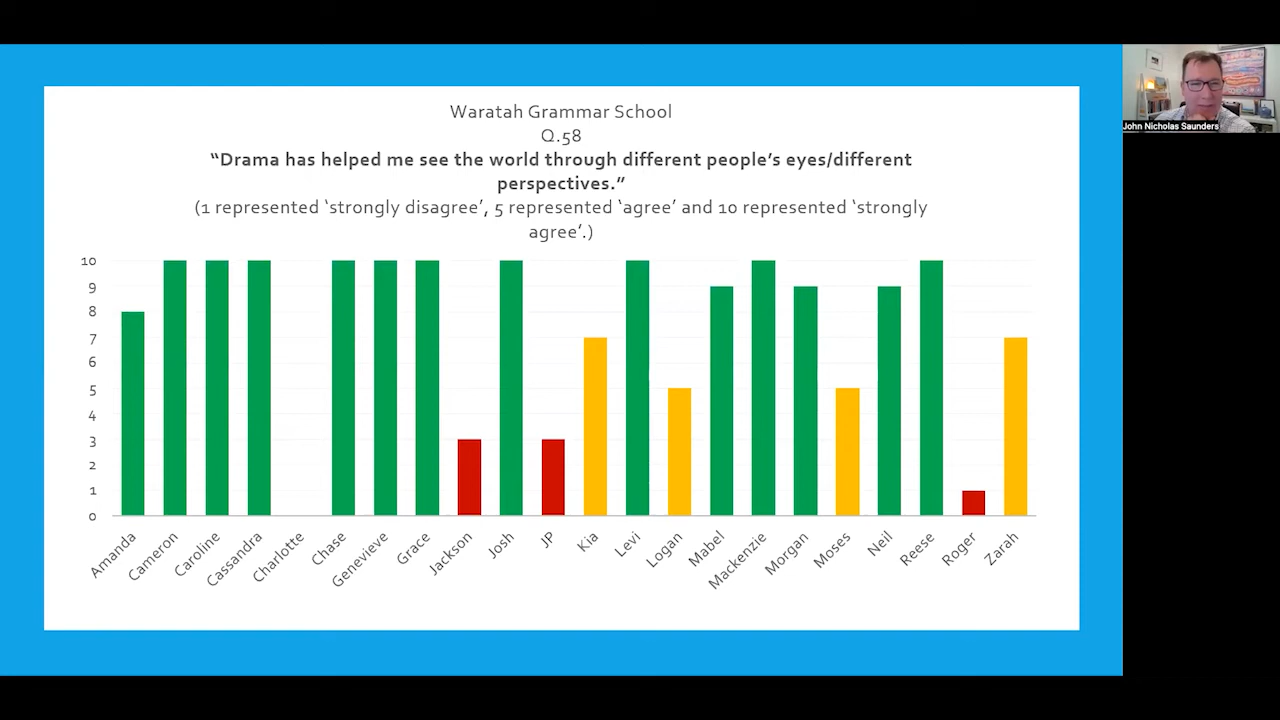 Waratah Grammar School
Q.58
“Drama has helped me see the world through different people’s eyes/different
perspectives.”
(1 represented ‘strongly disagree’, 5 represented ‘agree’ and 10 represented ‘strongly
agree’.)
10
9
8
7
6
5
4
3
2
1
0
Amanda
Cameron
Caroline
Cassandra
Charlotte
Chase
Genevieve
Grace
Jackson
Josh
JP
Kia
Levi
Logan
Mabel
Mackenzie
Morgan
Moses
Neil
Reese
Roger
Zarah
John Nicholas Saunders